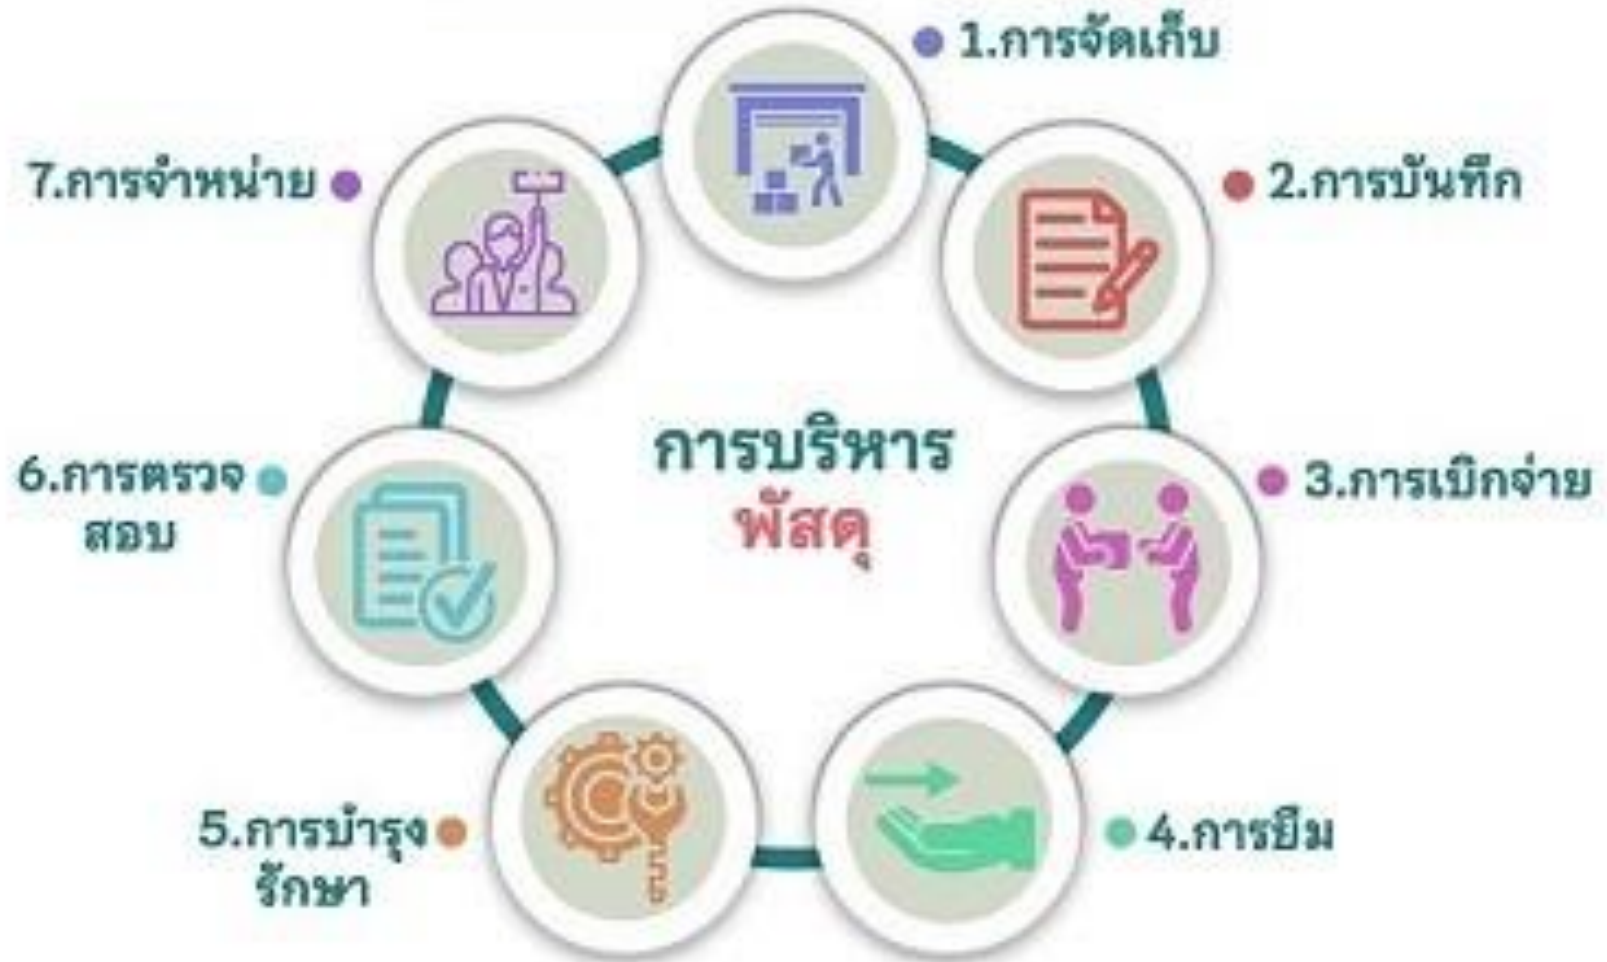 การบริหาร
พัสดุ
1.การจัดเก็บ
2.การบันทึก
3.การเบิกจ่าย
4.การยืม
5.การบำรุง
รักษา
6.การตรวจ
สอบ
7.การจำหน่าย